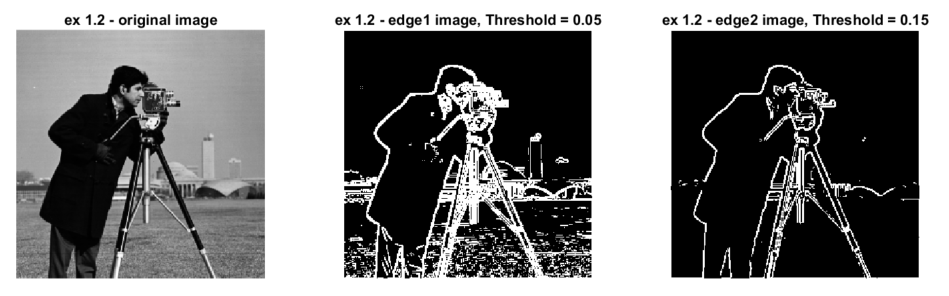 ex 1.2 - original image
ex 1.2 - edge1 image, Threshold = 0.05
ex 1.2 - edge2 image, Threshold = 0.15